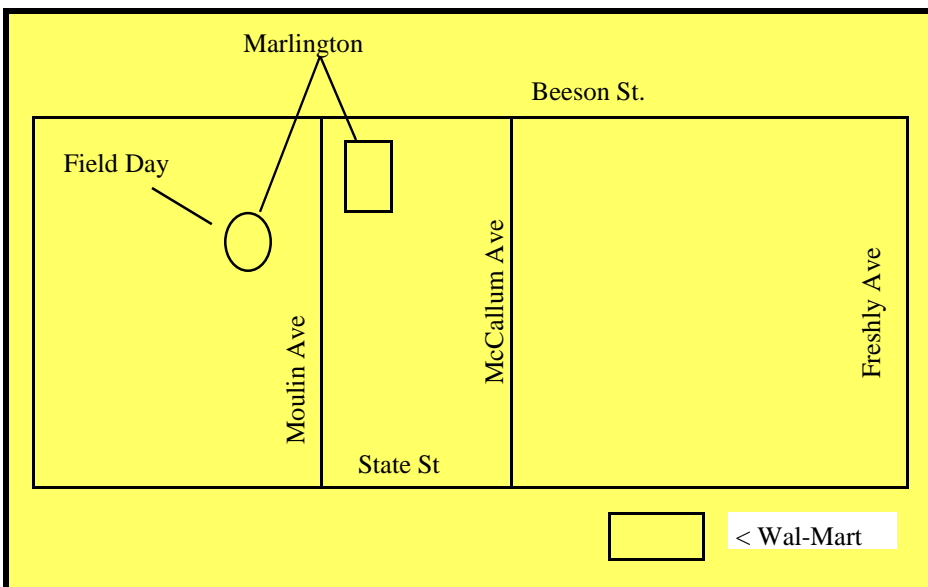 Marlington
Beeson St.
Field Day
McCallum Ave
Freshly Ave
Moulin Ave
State St
< Wal-Mart